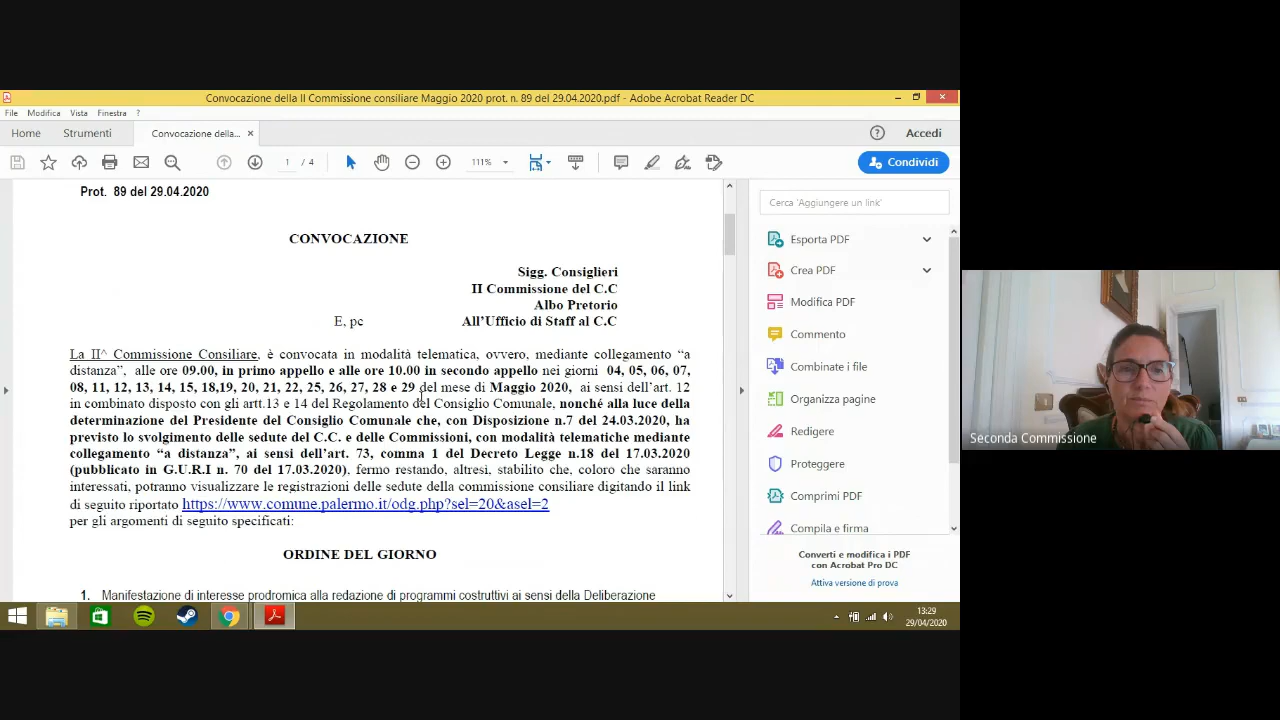 Convocazione della II Commissione consiliare Maggio 2020 prot. n. 89 del 29.04.2020.pdf - Adobe Acrobat Reader DC
File Modifica Vista Finestra ?
Home Strumenti Convocazione della... × Accedi
1 / 4 111% Condividi
Prot. 89 del 29.04.2020
CONVOCAZIONE
Sigg. Consiglieri
II Commissione del C.C
Albo Pretorio
E, pc All’Ufficio di Staff al C.C
La II^ Commissione Consiliare, è convocata in modalità telematica, ovvero, mediante collegamento “a
distanza”, alle ore 09.00, in primo appello e alle ore 10.00 in secondo appello nei giorni 04, 05, 06, 07,
08, 11, 12, 13, 14, 15, 18,19, 20, 21, 22, 25, 26, 27, 28 e 29 del mese di Maggio 2020, ai sensi dell’art. 12
in combinato disposto con gli artt.13 e 14 del Regolamento del Consiglio Comunale, nonché alla luce della
determinazione del Presidente del Consiglio Comunale che, con Disposizione n.7 del 24.03.2020, ha
previsto lo svolgimento delle sedute del C.C. e delle Commissioni, con modalità telematiche mediante
collegamento “a distanza”, ai sensi dell’art. 73, comma 1 del Decreto Legge n.18 del 17.03.2020
(pubblicato in G.U.R.I n. 70 del 17.03.2020), fermo restando, altresì, stabilito che, coloro che saranno
interessati, potranno visualizzare le registrazioni delle sedute della commissione consiliare digitando il link
di seguito riportato https://www.comune.palermo.it/odg.php?sel=20&asel=2
per gli argomenti di seguito specificati:
ORDINE DEL GIORNO
1. Manifestazione di interesse prodromica alla redazione di programmi costruttivi ai sensi della Deliberazione
Cerca 'Aggiungere un link'
Esporta PDF
Crea PDF
Modifica PDF
Commento
Combinate i file
Organizza pagine
Redigere
Proteggere
Comprimi PDF
Compila e firma
Converti e modifica i PDF
con Acrobat Pro DC
Attiva versione di prova
Seconda Commissione
13:29
29/04/2020